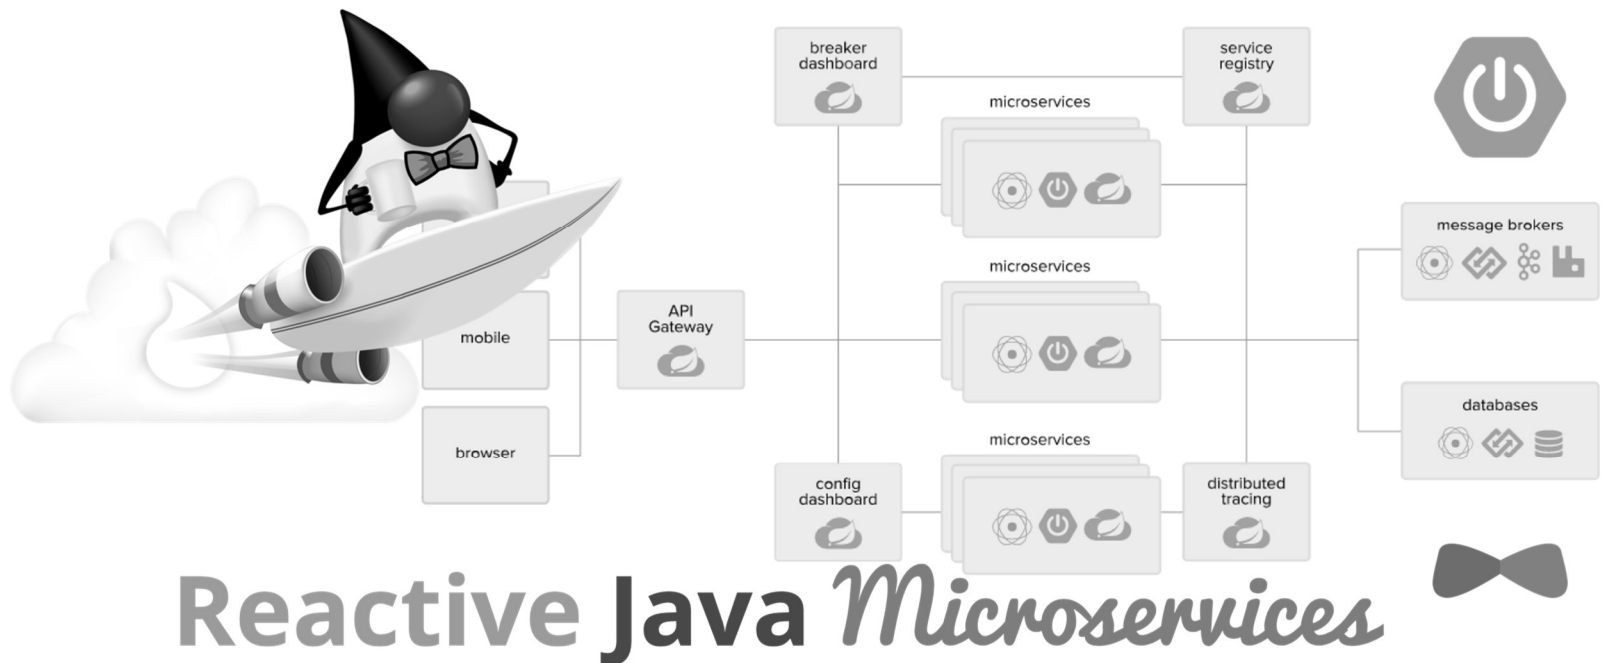 breaker
dashboard
service
registry
microservices
message brokers
microservices
API
Gateway
mobile
databases
browser
microservices
config
dashboard
distributed
tracing
Reactive Java Microservices